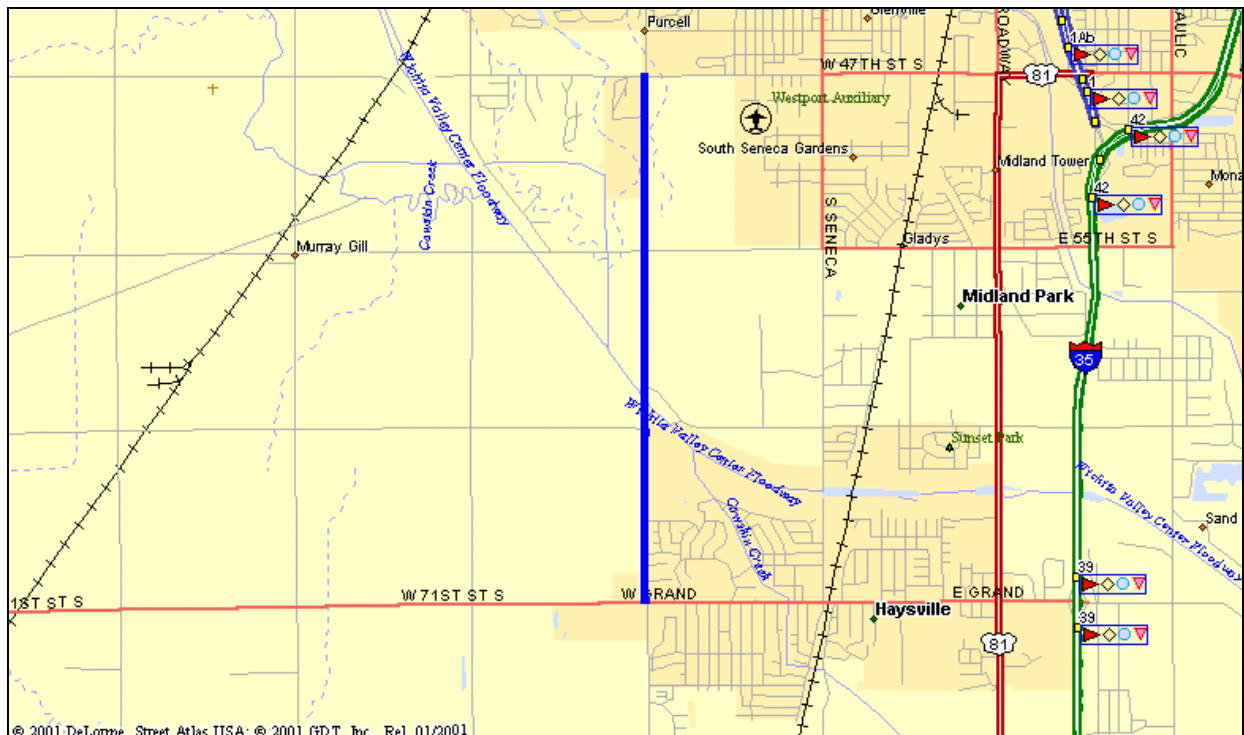 Purcell
Glenville
ROADWAY
AULIC
1Ab
W 47TH ST S
81
1
Wichita Valley Center Floodway
Westport Auxiliary
42
South Seneca Gardens
Midland Tower
Mona
Cowskin Creek
42
S SENECA
Murray Gill
Gladys
E 55TH ST S
Midland Park
35
Wichita Valley Center Floodway
Sunset Park
Wichita Valley Center Floodway
Cowskin Creek
Sand
39
1ST ST S
W 71ST ST S
W GRAND
E GRAND
Haysville
39
81
© 2001 DeLorme. Street Atlas USA; © 2001 GDT, Inc., Rel. 01/2001